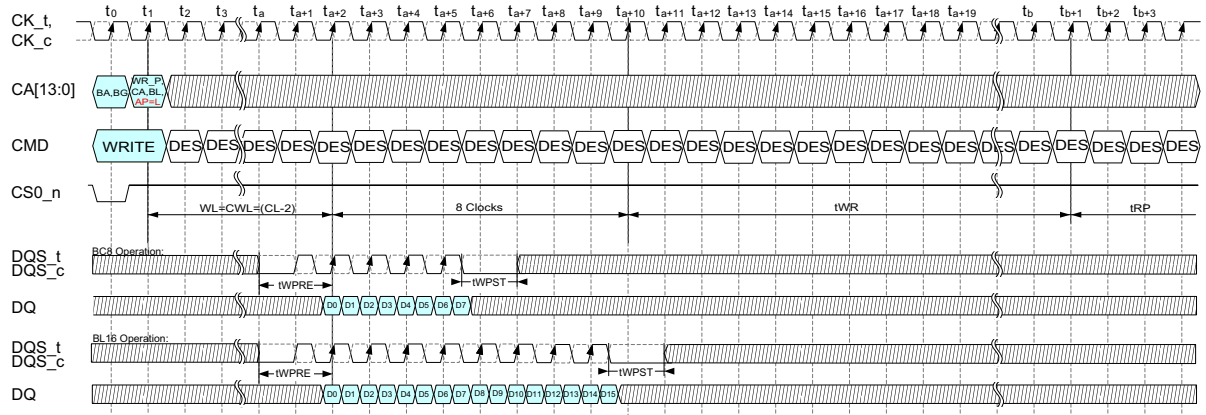 t0 t1 t2 t3 ta ta+1 ta+2 ta+3 ta+4 ta+5 ta+6 ta+7 ta+8 ta+9 ta+10 ta+11 ta+12 ta+13 ta+14 ta+15 ta+16 ta+17 ta+18 ta+19 tb tb+1 tb+2 tb+3
CK_t,
CK_c
CA[13:0]
BA,BG
WR_P
CA,BL,
AP=L
CMD WRITE DES DES DES DES DES DES DES DES DES DES DES DES DES DES DES DES DES DES DES DES DES DES DES DES DES DES DES
CS0_n
WL=CWL=(CL-2) 8 Clocks tWR tRP
BC8 Operation:
DQS_t
DQS_c
tWPRE tWPST
DQ D0 D1 D2 D3 D4 D5 D6 D7
BL16 Operation:
DQS_t
DQS_c
tWPRE tWPST
DQ D0 D1 D2 D3 D4 D5 D6 D7 D8 D9 D10 D11 D12 D13 D14 D15